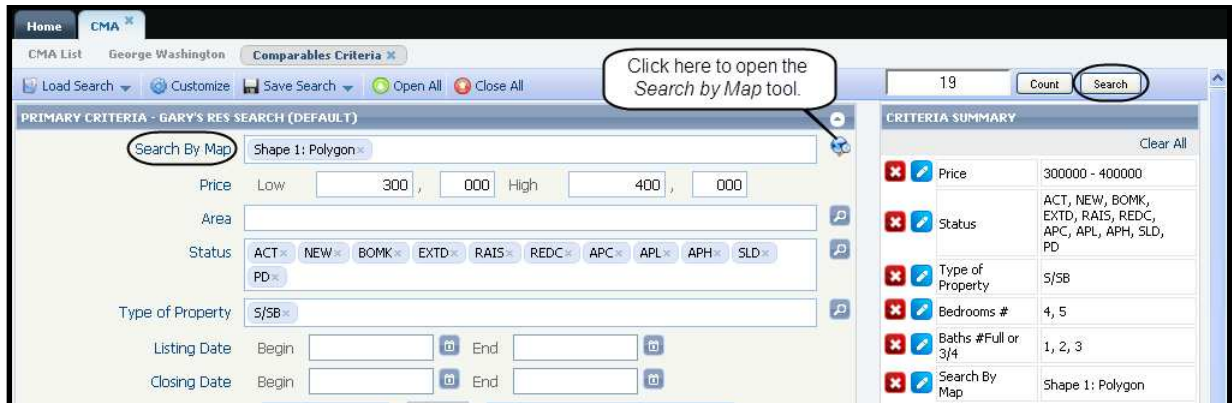 Home CMA
CMA List George Washington Comparables Criteria
Load Search Customize Save Search Open All Close All
Click here to open the
Search by Map tool.
19 Count Search
PRIMARY CRITERIA - GARY'S RES SEARCH (DEFAULT)
Search By Map Shape 1: Polygon
Price Low 300 , 000 High 400 , 000
Area
Status ACT NEW BOMK EXTD RAIS REDC APC APL APH SLD
PD
Type of Property S/SB
Listing Date Begin End
Closing Date Begin End
CRITERIA SUMMARY
Clear All
Price 300000 - 400000
Status ACT, NEW, BOMK,
EXTD, RAIS, REDC,
APC, APL, APH, SLD,
PD
Type of
Property S/SB
Bedrooms # 4, 5
Baths #Full or
3/4 1, 2, 3
Search By
Map Shape 1: Polygon